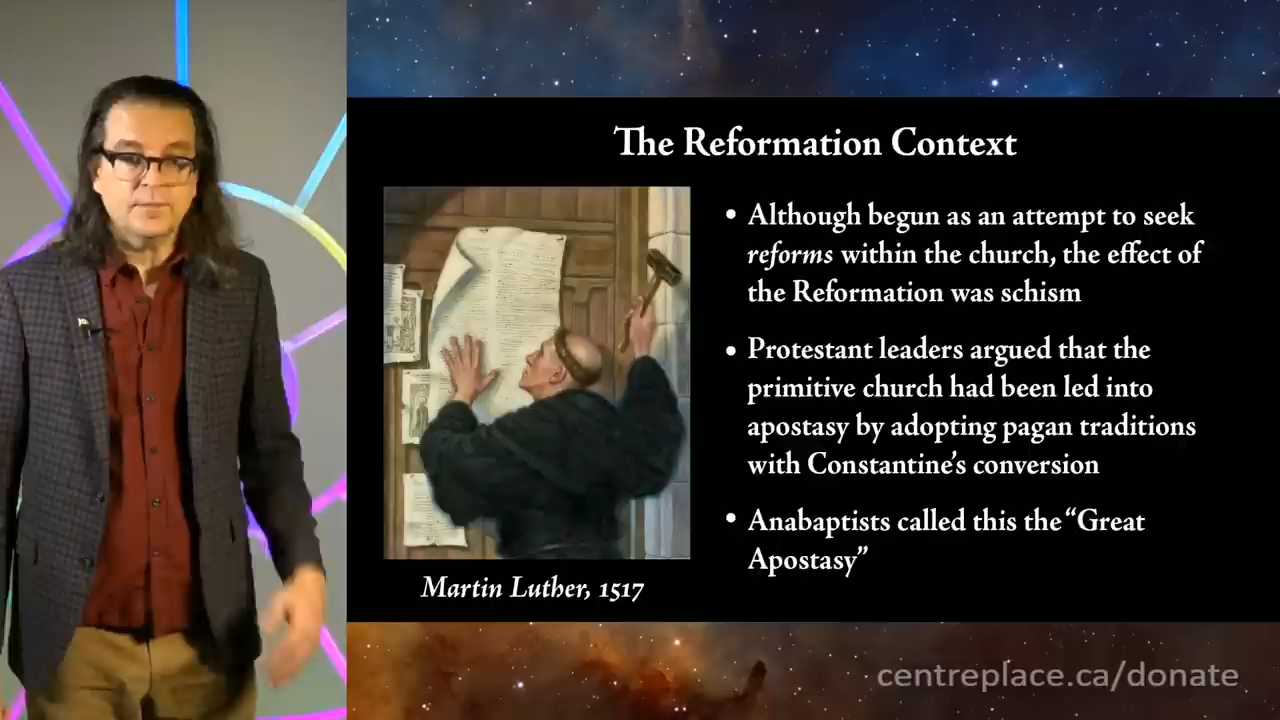 The Reformation Context
• Although begun as an attempt to seek
reforms within the church, the effect of
the Reformation was schism
• Protestant leaders argued that the
primitive church had been led into
apostasy by adopting pagan traditions
with Constantine's conversion
• Anabaptists called this the “Great
Apostasy”
Martin Luther, 1517
centreplace.ca/donate